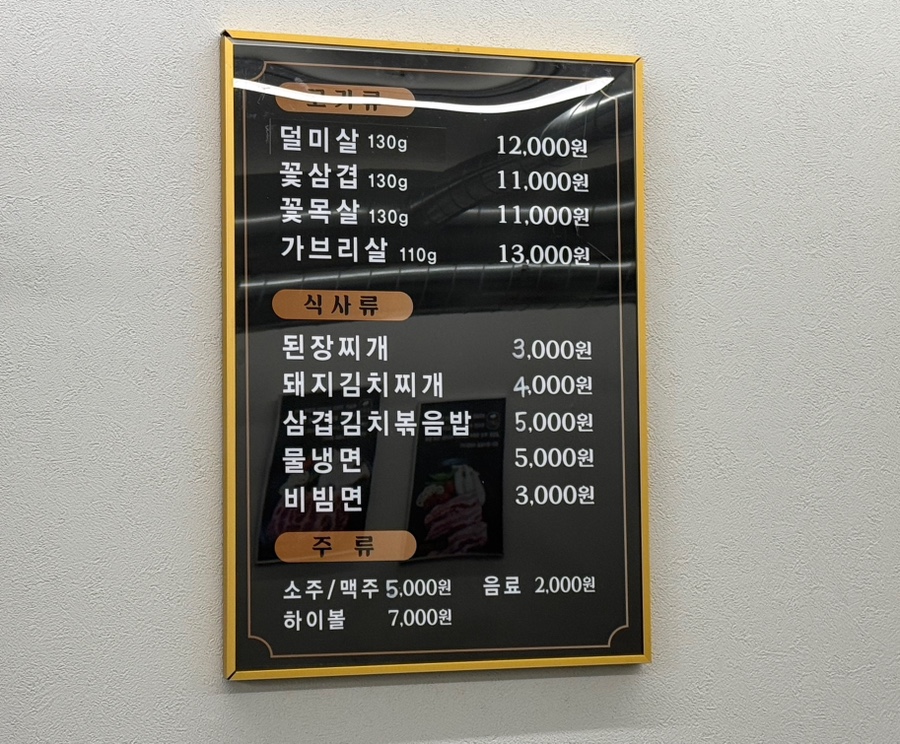 고기류
덜미살 130g 12,000원
꽃삼겹 130g 11,000원
꽃목살 130g 11,000원
가브리살 110g 13,000원
식사류
된장찌개 3,000원
돼지김치찌개 4,000원
삼겹김치볶음밥 5,000원
물냉면 5,000원
비빔면 3,000원
주류
소주/맥주 5,000원 음료 2,000원
하이볼 7,000원